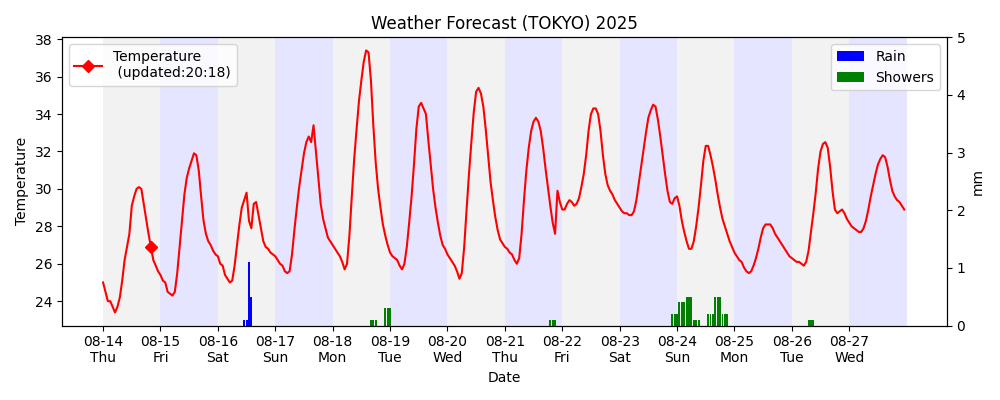 Weather Forecast (TOKYO) 2025
Temperature
(updated:20:18)
Rain
Showers
38
36
34
32
30
28
26
24
Temperature
5
4
3
2
1
0
mm
08-14 08-15 08-16 08-17 08-18 08-19 08-20 08-21 08-22 08-23 08-24 08-25 08-26 08-27
Thu Fri Sat Sun Mon Tue Wed Thu Fri Sat Sun Mon Tue Wed
Date